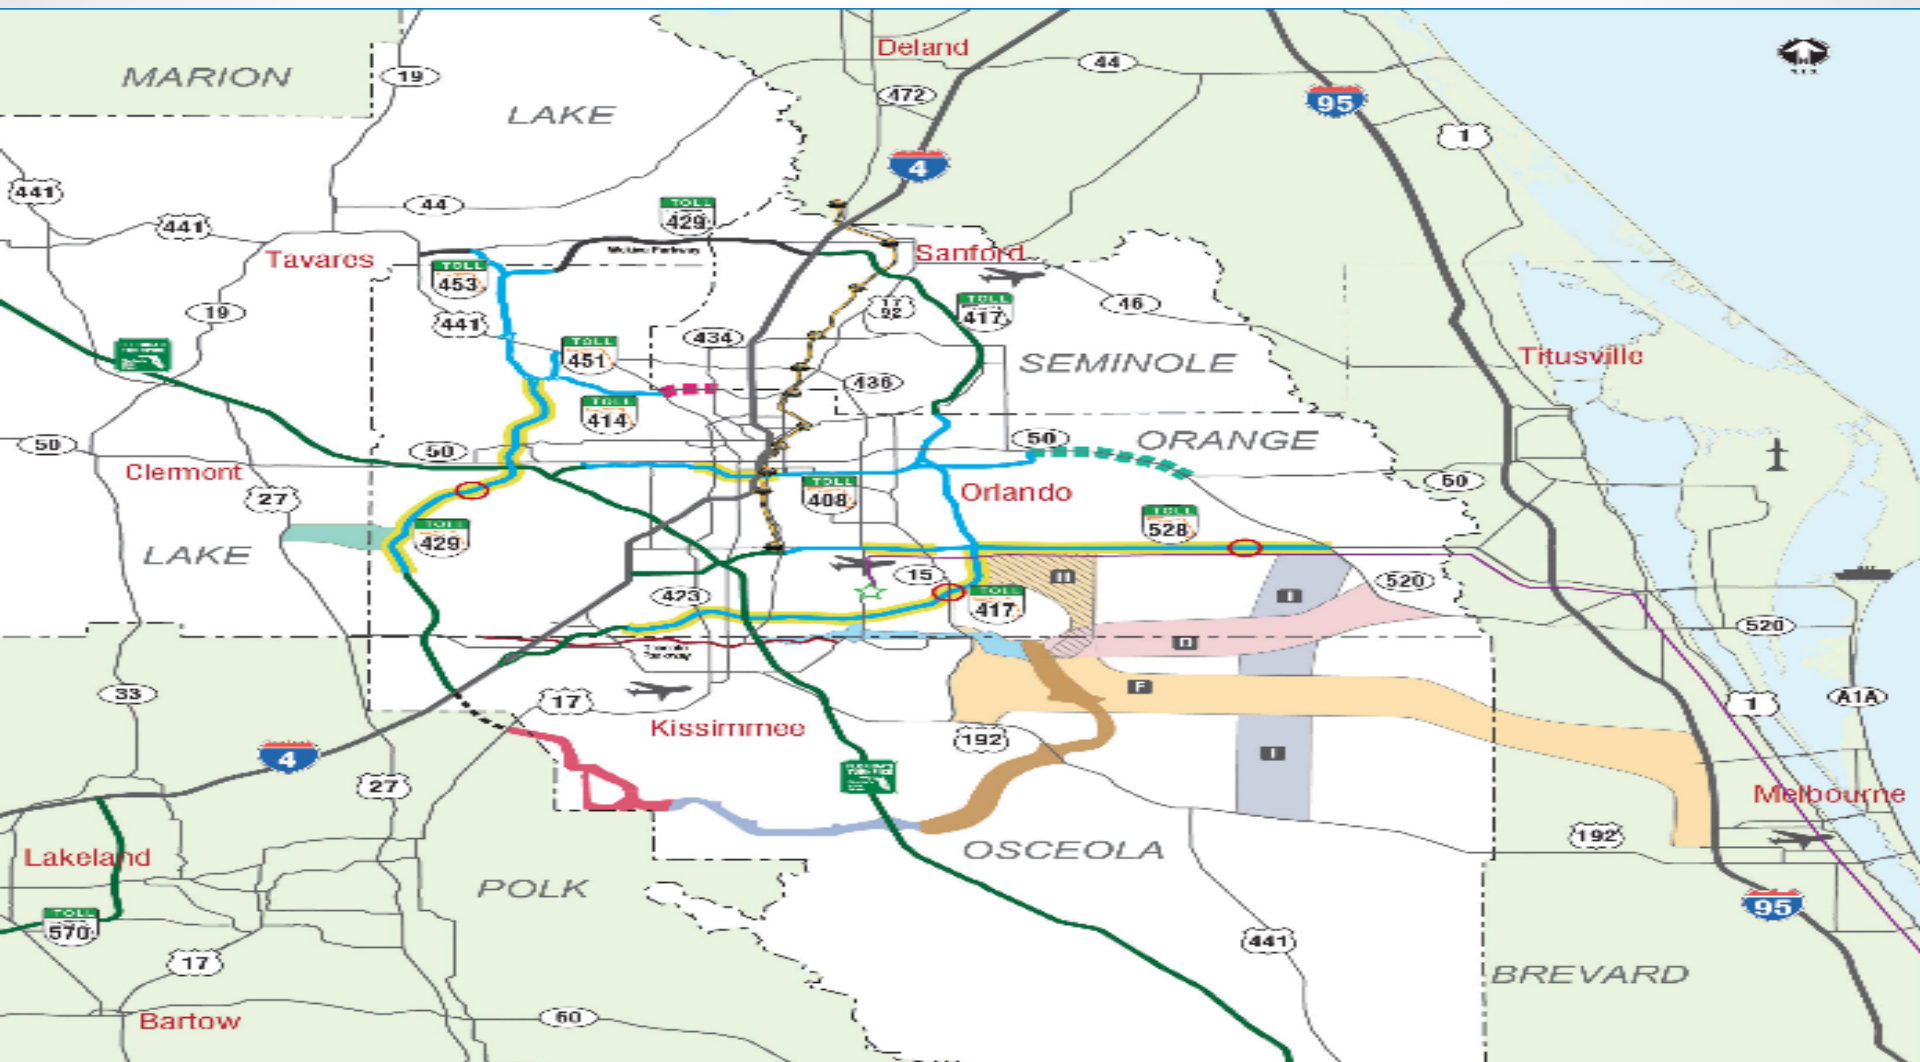 Deland
MARION
19
44
472
95
LAKE
1
4
441
44
TOLL
429
441
Tavares
Wekiva Parkway
Sanford
TOLL
453
19
441
17
92
TOLL
417
46
434
TOLL
451
SEMINOLE
Titusville
436
TOLL
414
50
50
50
ORANGE
Clermont
27
TOLL
408
Orlando
50
TOLL
528
TOLL
429
LAKE
15
520
423
TOLL
417
I
520
D
33
17
F
1
A1A
Kissimmee
192
4
I
27
Melbourne
192
Lakeland
OSCEOLA
POLK
95
TOLL
570
441
17
BREVARD
Bartow
60